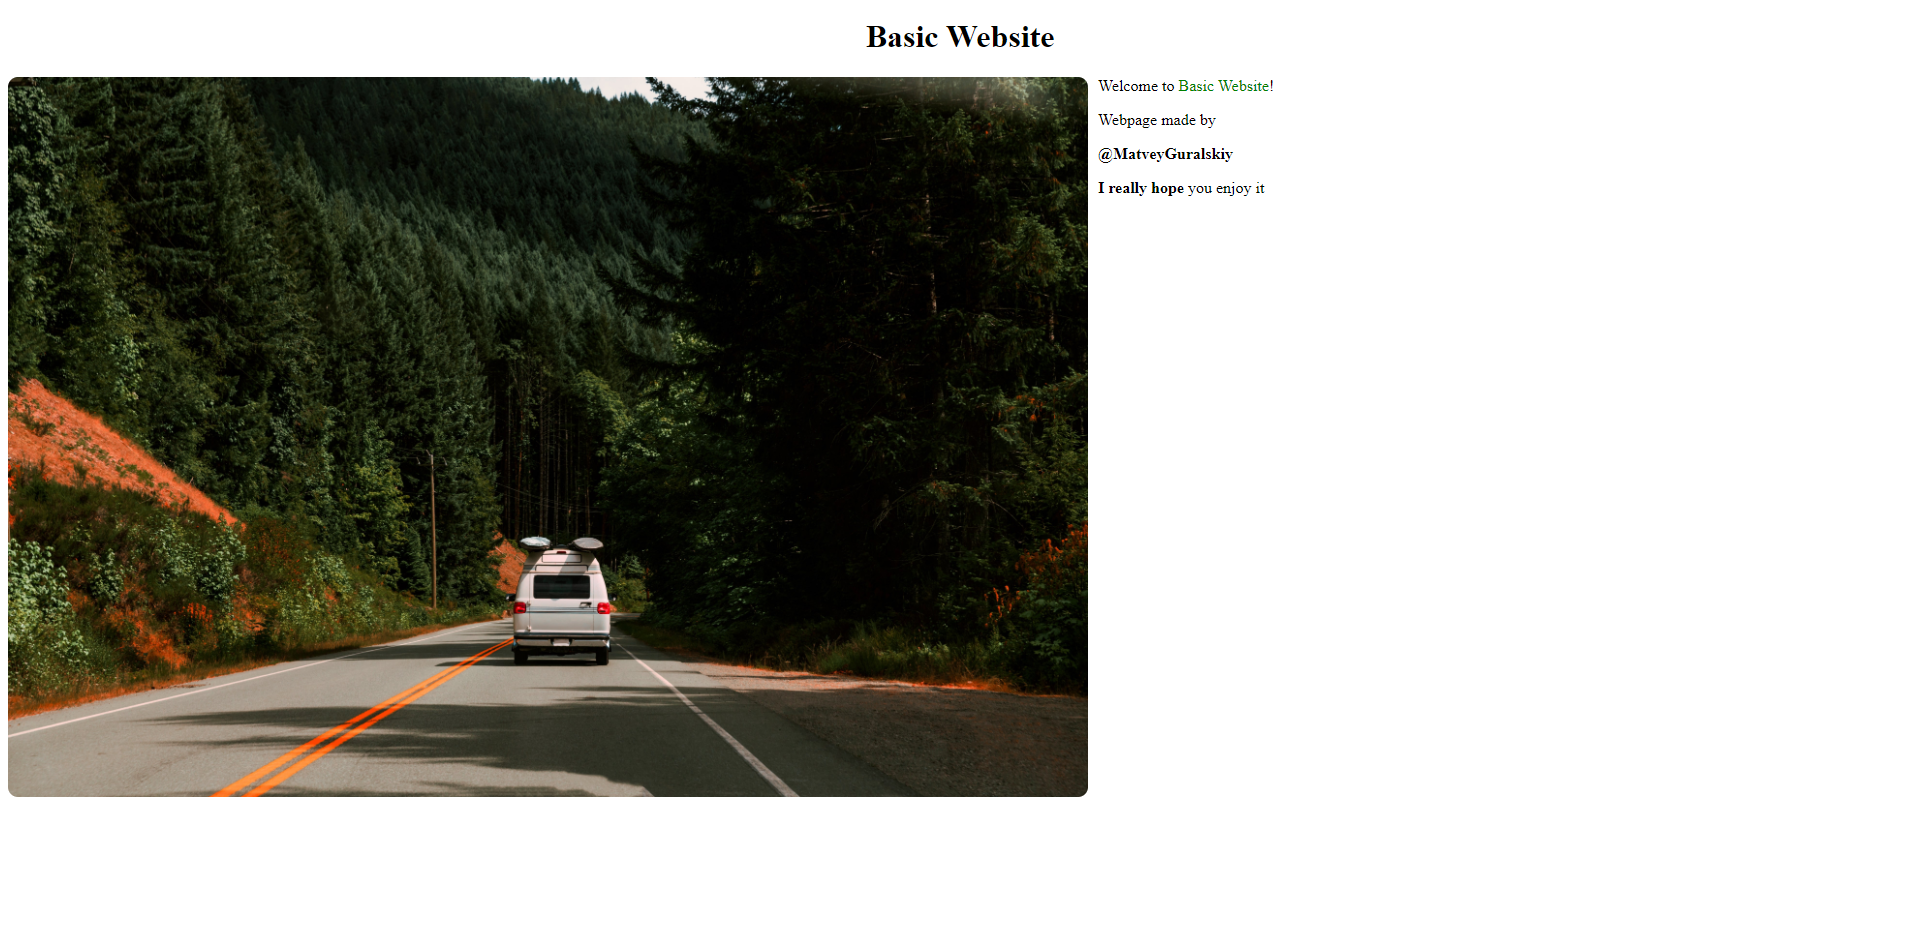 Basic Website
Welcome to Basic Website!
Webpage made by
@MatveyGuralskiy
I really hope you enjoy it